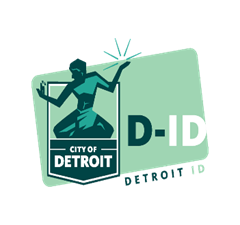 CITY OF
DETROIT
D-ID
DETROIT ID